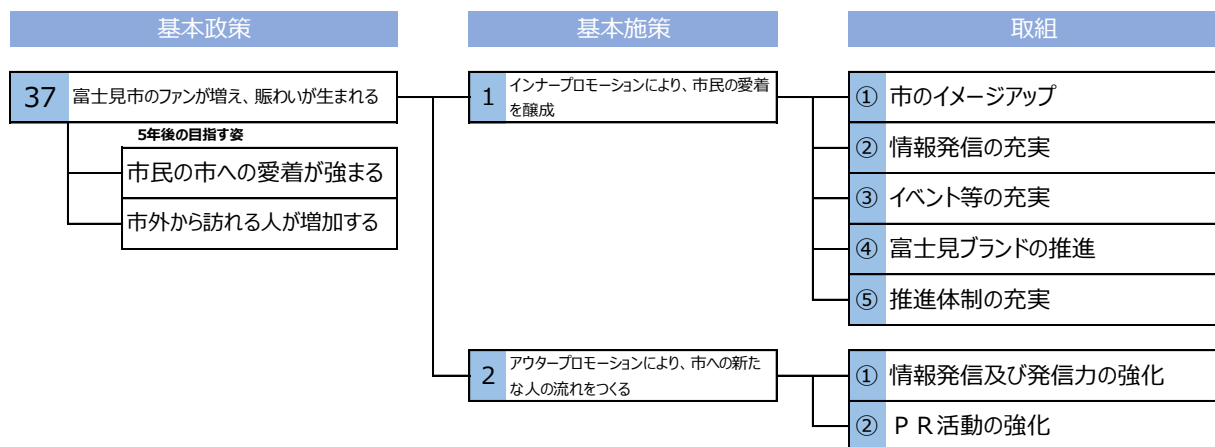 基本政策
基本施策
取組
37 富士見市のファンが増え、賑わいが生まれる
5年後の目指す姿
市民の市への愛着が強まる
市外から訪れる人が増加する
1 インナープロモーションにより、市民の愛着
を醸成
① 市のイメージアップ
② 情報発信の充実
③ イベント等の充実
④ 富士見ブランドの推進
⑤ 推進体制の充実
2 アウタープロモーションにより、市への新た
な人の流れをつくる
① 情報発信及び発信力の強化
② ＰＲ活動の強化